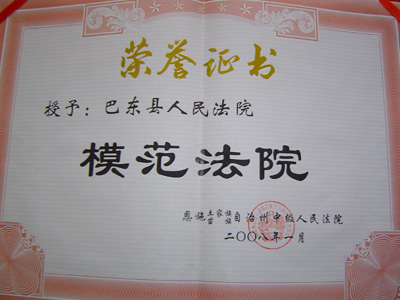 荣誉证书
授予：巴东县人民法院
模范法院
恩施土家族苗族自治州中级人民法院
二〇〇八年一月